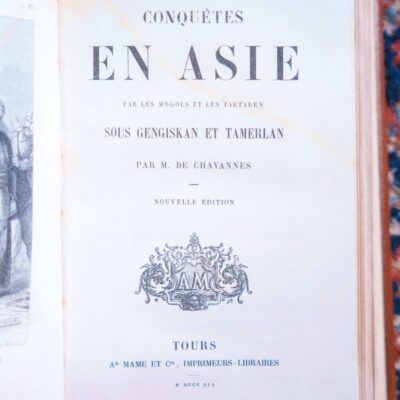 CONQUÊTES
EN ASIE
PAR LES MOGOLS ET LES TARTARES
SOUS GENGISKAN ET TAMERLAN
PAR M. DE CHAVANNES
NOUVELLE ÉDITION
AM
TOURS
Ad MAME ET Cie, IMPRIMEURS-LIBRAIRES
M DCCC LIX